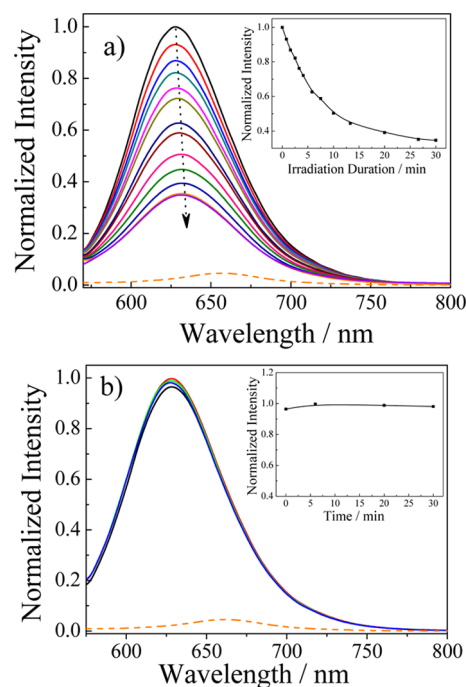 a)
Normalized Intensity
1.0
0.8
0.6
0.4
0.2
0.0
600 650 700 750 800
Wavelength / nm
Normalized Intensity
1.0
0.8
0.6
0.4
0 5 10 15 20 25 30
Irradiation Duration / min
b)
Normalized Intensity
1.0
0.8
0.6
0.4
0.2
0.0
600 650 700 750 800
Wavelength / nm
Normalized Intensity
1.2
1.0
0.8
0.6
0.4
0 5 10 15 20 25 30
Time / min